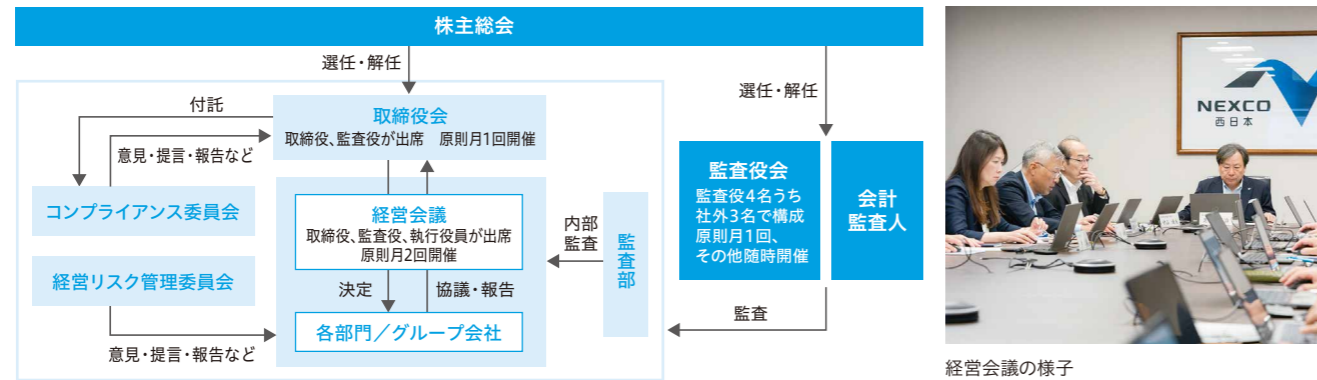 株主総会
選任・解任
選任・解任
付託
取締役会
取締役、監査役が出席　原則月1回開催
意見・提言・報告など
コンプライアンス委員会
経営会議
取締役、監査役、執行役員が出席
原則月2回開催
内部
監査
監査部
監査役会
監査役4名うち
社外3名で構成
原則月1回、
その他随時開催
会計
監査人
経営リスク管理委員会
決定
協議・報告
各部門／グループ会社
意見・提言・報告など
監査
NEXCO
西日本
経営会議の様子